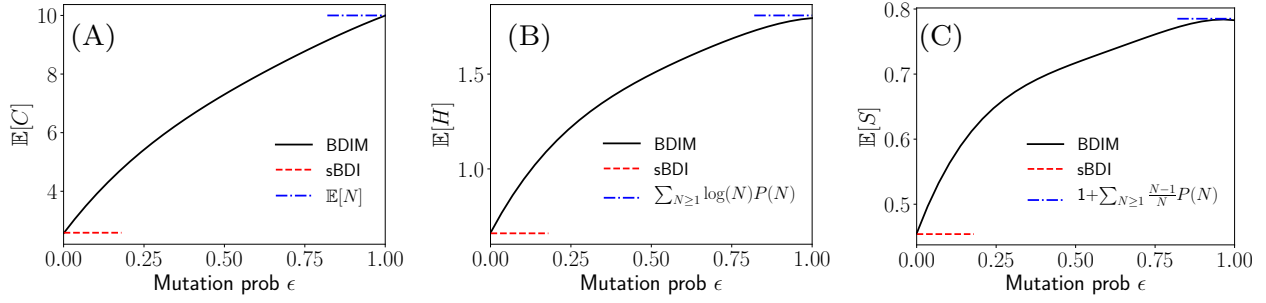 (A)
𝔼[C]
10
8
6
4
BDIM
sBDI
𝔼[N]
0.00 0.25 0.50 0.75 1.00
Mutation prob ϵ
(B)
𝔼[H]
1.5
1.0
BDIM
sBDI
∑_{N≥1} log(N)P(N)
0.00 0.25 0.50 0.75 1.00
Mutation prob ϵ
(C)
𝔼[S]
0.8
0.7
0.6
0.5
BDIM
sBDI
1+∑_{N≥1} \frac{N−1}{N} P(N)
0.00 0.25 0.50 0.75 1.00
Mutation prob ϵ